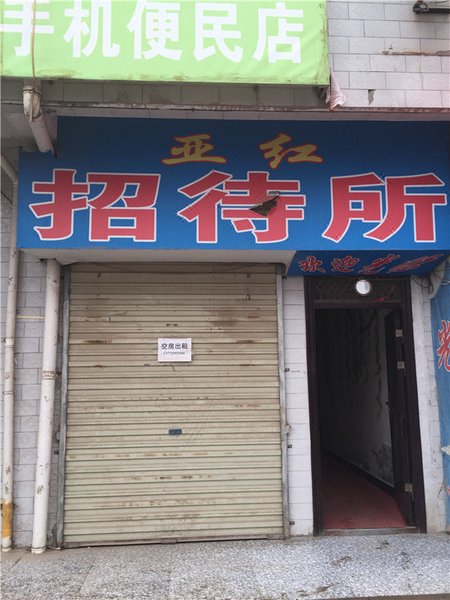 手机便民店
亚红
招待所
欢迎光临
空房出租